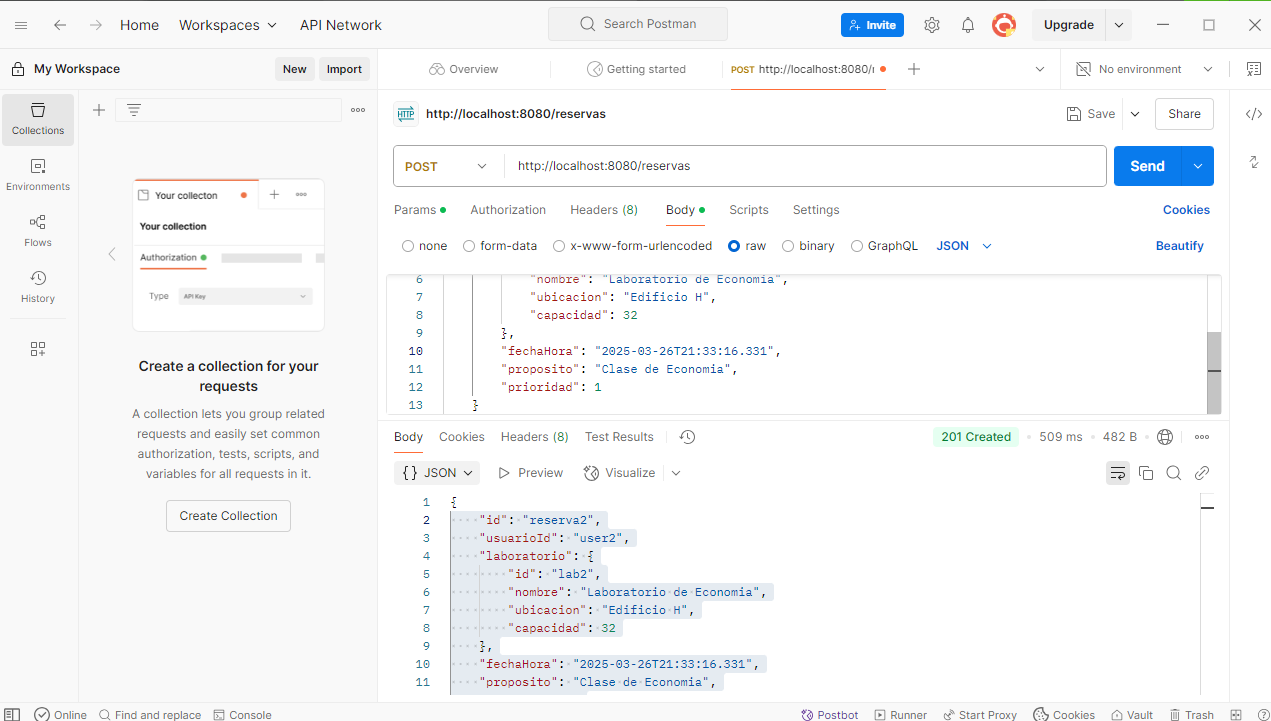 Home
Workspaces
API Network
Search Postman
Invite
Upgrade
My Workspace
New
Import
Overview
Getting started
POST http://localhost:8080/r
No environment
Collections
Environments
Flows
History
Your collecton
Your collection
Authorization
Type
API Key
Create a collection for your
requests
A collection lets you group related
requests and easily set common
authorization, tests, scripts, and
variables for all requests in it.
Create Collection
HTTP
http://localhost:8080/reservas
Save
Share
POST
http://localhost:8080/reservas
Send
Params
Authorization
Headers (8)
Body
Scripts
Settings
Cookies
none
form-data
x-www-form-urlencoded
raw
binary
GraphQL
JSON
Beautify
6 "nombre": "Laboratorio de Economia",
7 "ubicacion": "Edificio H",
8 "capacidad": 32
9 },
10 "fechaHora": "2025-03-26T21:33:16.331",
11 "proposito": "Clase de Economia",
12 "prioridad": 1
13 }
Body
Cookies
Headers (8)
Test Results
201 Created
509 ms
482 B
{} JSON
Preview
Visualize
1 {
2 "id": "reserva2",
3 "usuarioId": "user2",
4 "laboratorio": {
5 "id": "lab2",
6 "nombre": "Laboratorio de Economia",
7 "ubicacion": "Edificio H",
8 "capacidad": 32
9 },
10 "fechaHora": "2025-03-26T21:33:16.331",
11 "proposito": "Clase de Economia",
Online
Find and replace
Console
Postbot
Runner
Start Proxy
Cookies
Vault
Trash